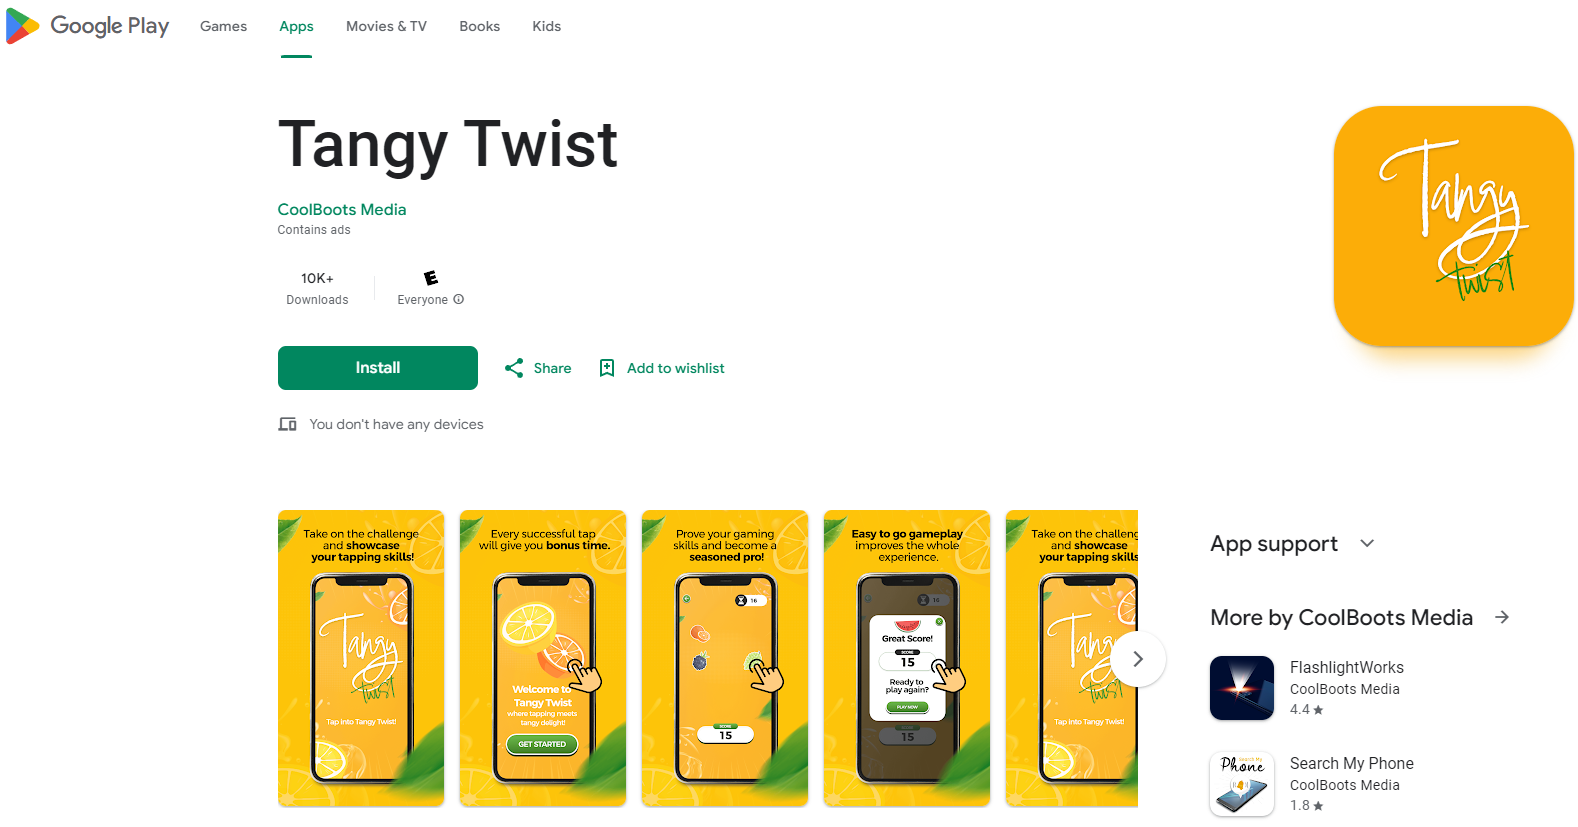 Google Play
Games
Apps
Movies & TV
Books
Kids
Tangy Twist
CoolBoots Media
Contains ads
10K+
Downloads
E
Everyone
Install
Share
Add to wishlist
You don't have any devices
Tangy
twist
Take on the challenge
and showcase
your tapping skills!
Tangy
twist
Tap into Tangy Twist!
Every successful tap
will give you bonus time.
Welcome to
Tangy Twist
where tapping meets
tangy delight!
GET STARTED
Prove your gaming
skills and become a
seasoned pro!
16
SCORE
15
Easy to go gameplay
improves the whole
experience.
16
Great Score!
SCORE
15
Ready to
play again?
PLAY NOW
SCORE
15
Take on the challeng
and showcase
your tapping skills!
Tangy
twist
Tap into Tangy Twist!
App support
More by CoolBoots Media
FlashlightWorks
CoolBoots Media
4.4
Search My
Phone
Search My Phone
CoolBoots Media
1.8